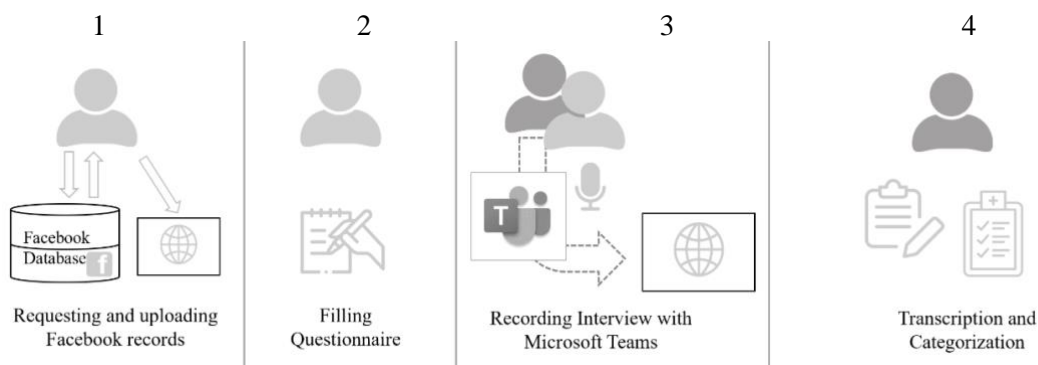 1
2
3
4
Facebook
Database
f
T
Requesting and uploading
Facebook records
Filling
Questionnaire
Recording Interview with
Microsoft Teams
Transcription and
Categorization